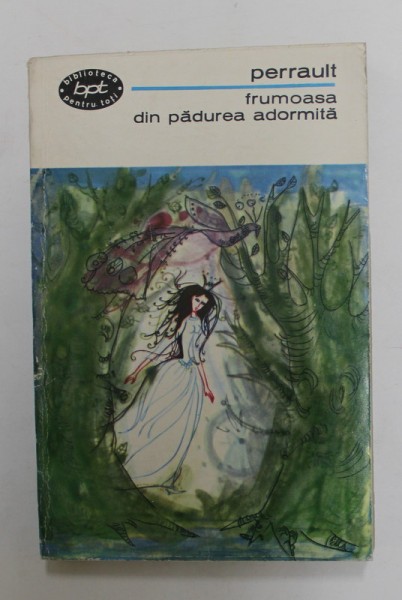 biblioteca
bpt
pentru toți
perrault
frumoasa
din pădurea adormită